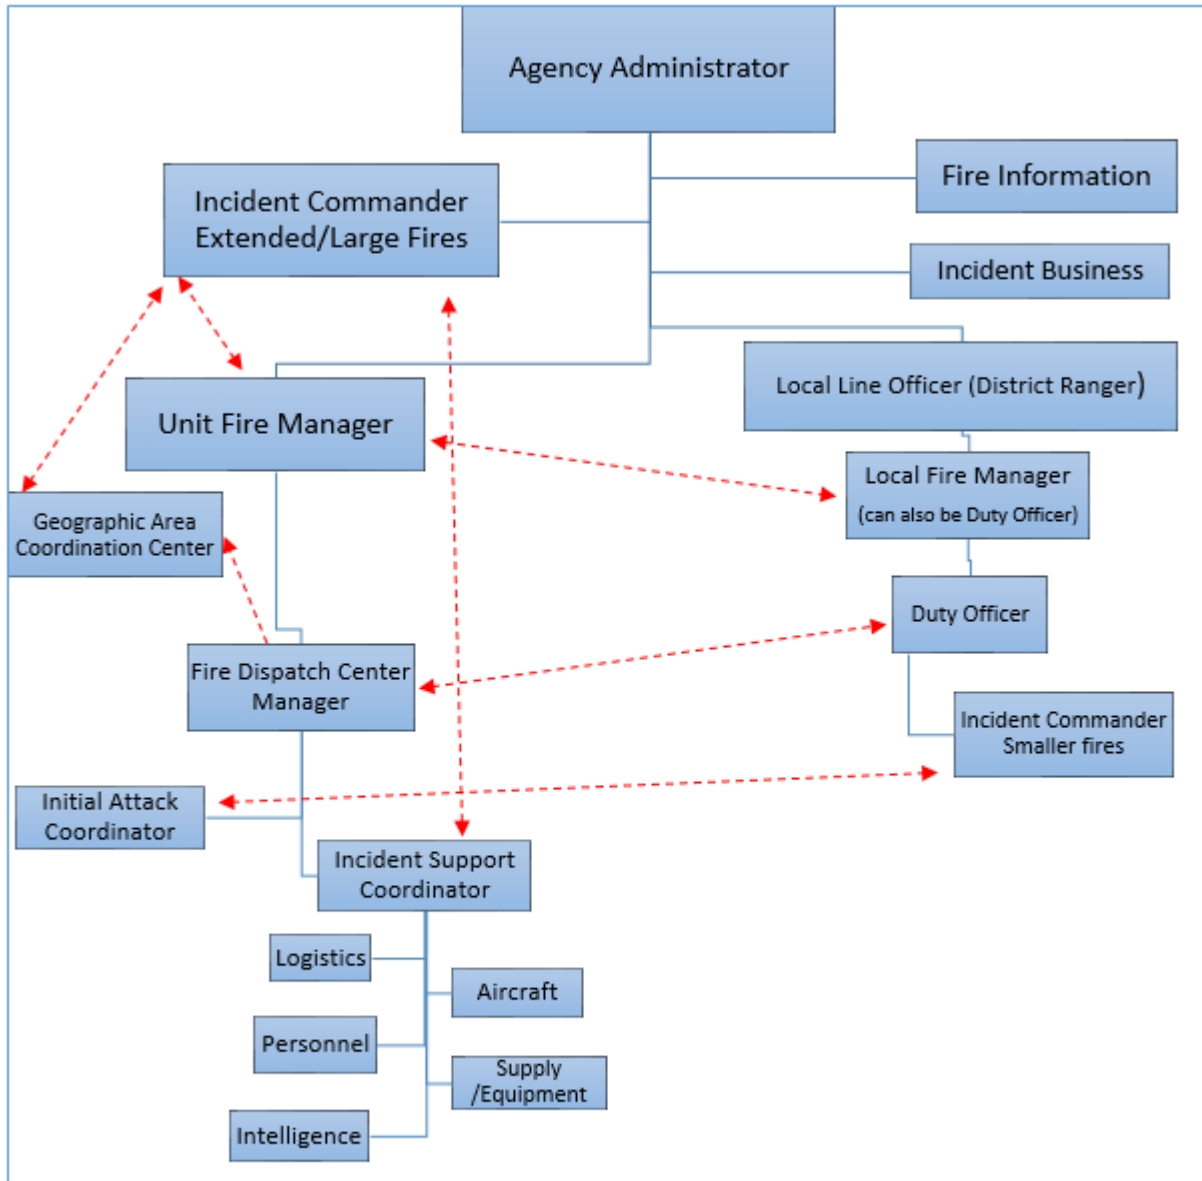 Agency Administrator
Fire Information
Incident Commander
Extended/Large Fires
Incident Business
Local Line Officer (District Ranger)
Unit Fire Manager
Local Fire Manager
(can also be Duty Officer)
Geographic Area
Coordination Center
Duty Officer
Fire Dispatch Center
Manager
Incident Commander
Smaller fires
Initial Attack
Coordinator
Incident Support
Coordinator
Logistics
Aircraft
Personnel
Supply
/Equipment
Intelligence